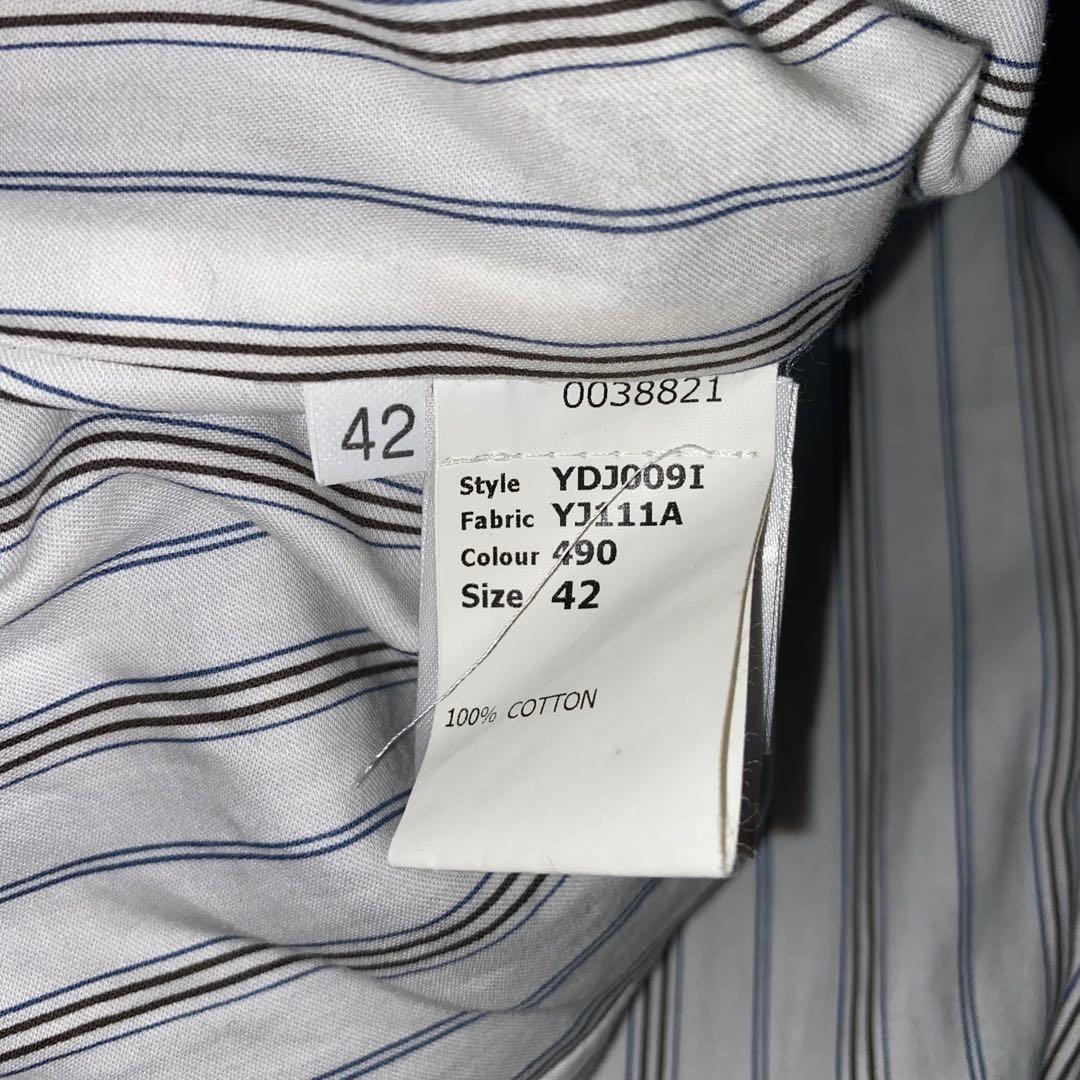 42
0038821
Style YDJ009I
Fabric YJ111A
Colour 490
Size 42
100% COTTON